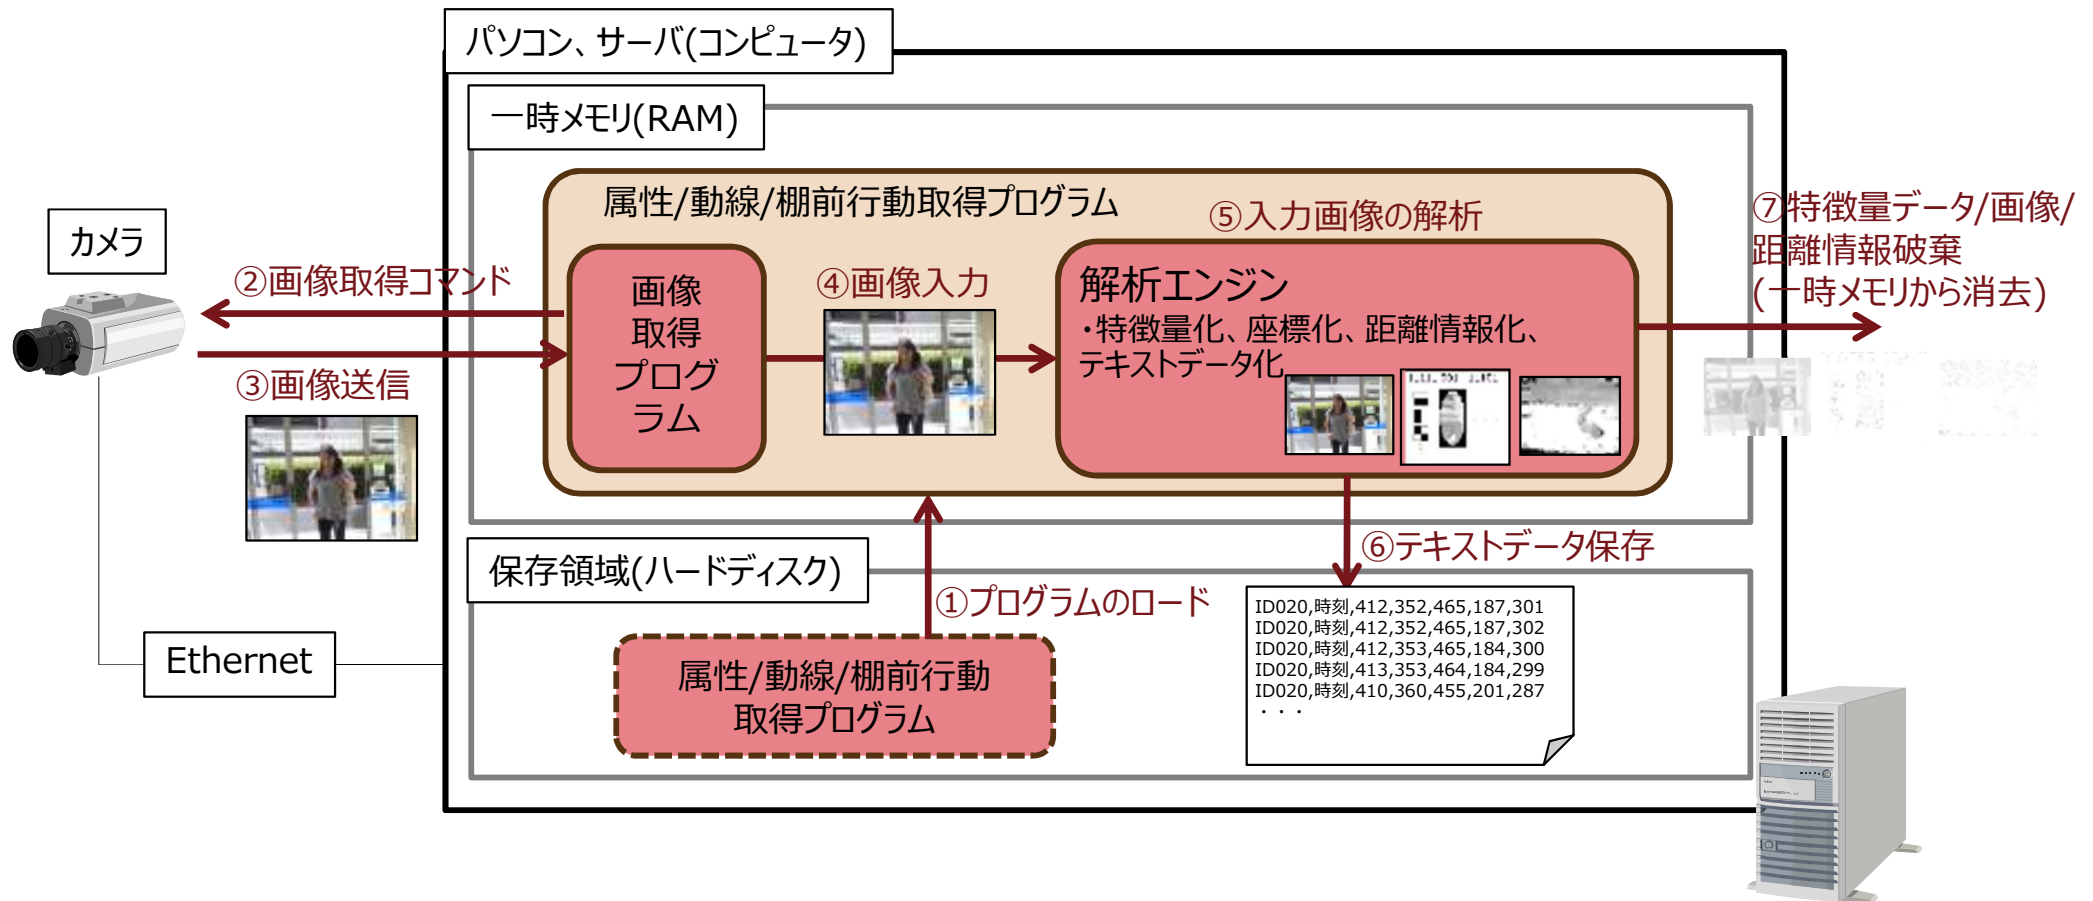 パソコン、サーバ(コンピュータ)
一時メモリ(RAM)
属性/動線/棚前行動取得プログラム
⑤入力画像の解析
⑦特徴量データ/画像/
距離情報破棄
(一時メモリから消去)
カメラ
②画像取得コマンド
③画像送信
画像
取得
プログ
ラム
④画像入力
解析エンジン
・特徴量化、座標化、距離情報化、
テキストデータ化
⑥テキストデータ保存
保存領域(ハードディスク)
①プログラムのロード
属性/動線/棚前行動
取得プログラム
ID020,時刻,412,352,465,187,301
ID020,時刻,412,352,465,187,302
ID020,時刻,412,353,465,184,300
ID020,時刻,413,353,464,184,299
ID020,時刻,410,360,455,201,287
・・・
Ethernet